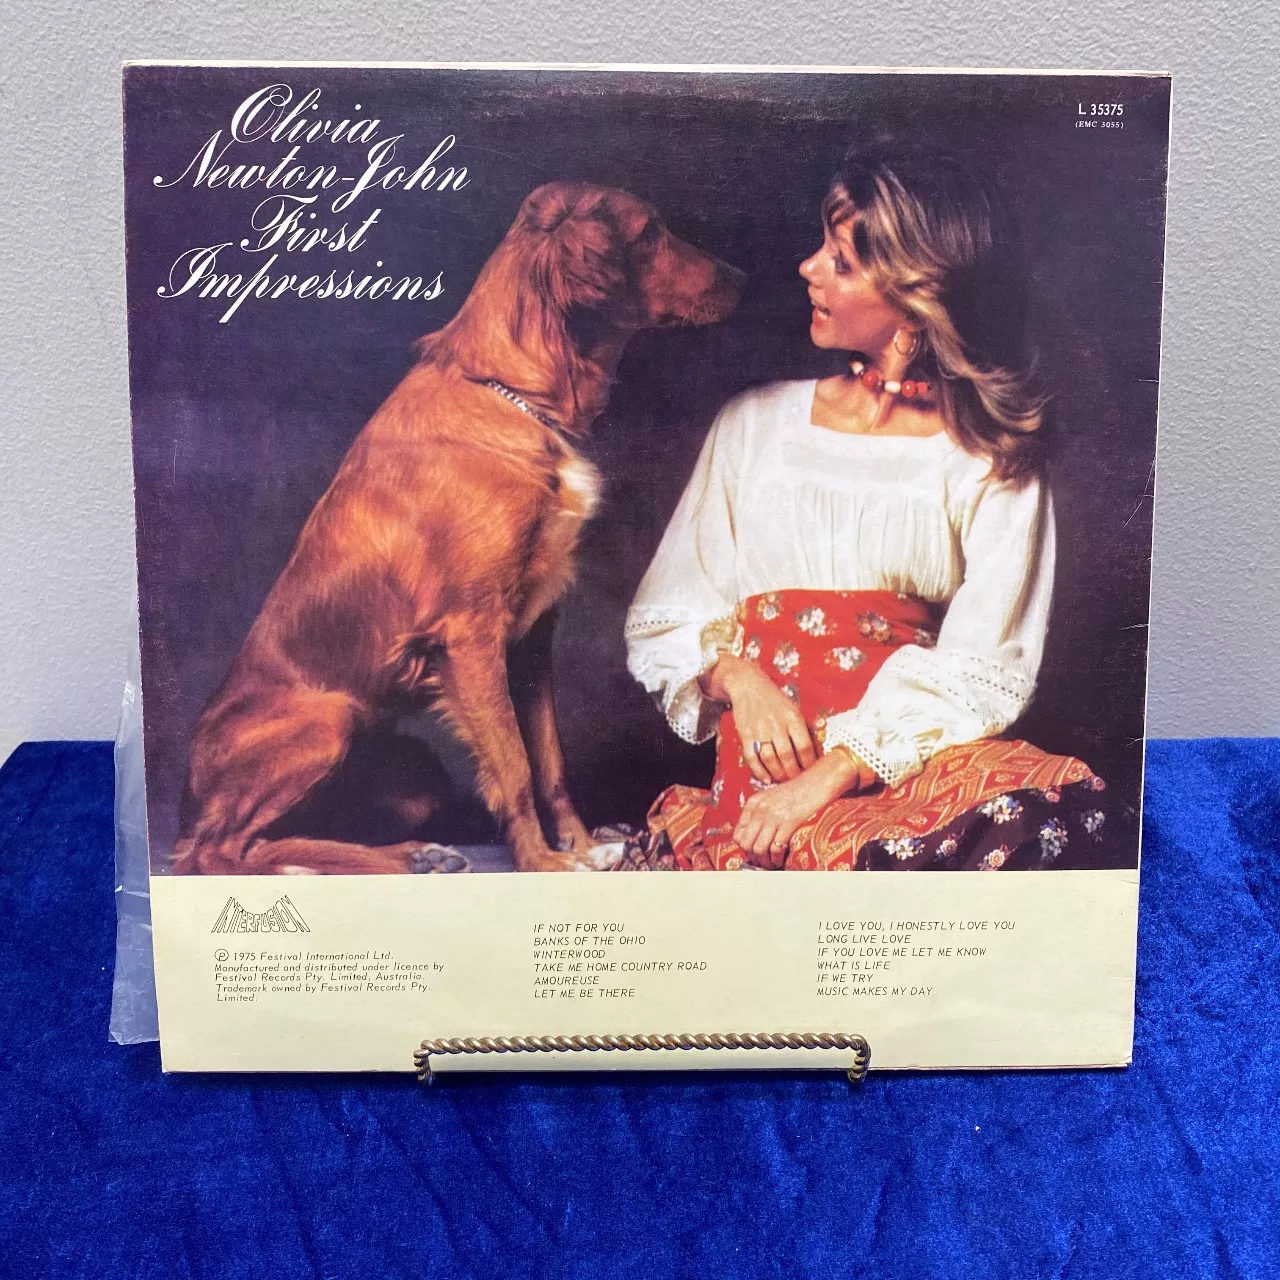 Olivia
Newton-John
First
Impressions
L 35375
(EMC 3055)
INTERFUSION
Ⓟ 1975 Festival International Ltd.
Manufactured and distributed under licence by
Festival Records Pty. Limited, Australia.
Trademark owned by Festival Records Pty.
Limited.
IF NOT FOR YOU
BANKS OF THE OHIO
WINTERWOOD
TAKE ME HOME COUNTRY ROAD
AMOUREUSE
LET ME BE THERE
I LOVE YOU, I HONESTLY LOVE YOU
LONG LIVE LOVE
IF YOU LOVE ME LET ME KNOW
WHAT IS LIFE
IF WE TRY
MUSIC MAKES MY DAY